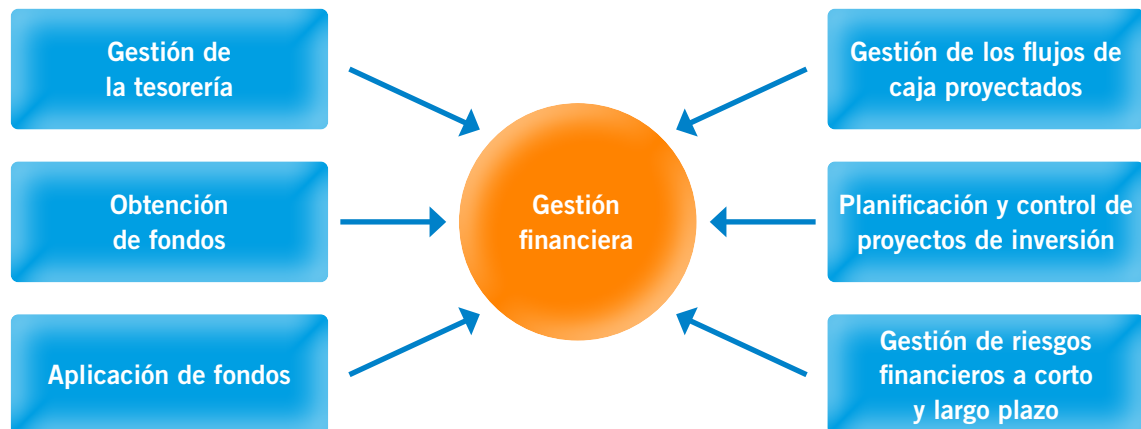 Gestión de
la tesorería
Obtención
de fondos
Aplicación de fondos
Gestión
financiera
Gestión de los flujos de
caja proyectados
Planificación y control de
proyectos de inversión
Gestión de riesgos
financieros a corto
y largo plazo